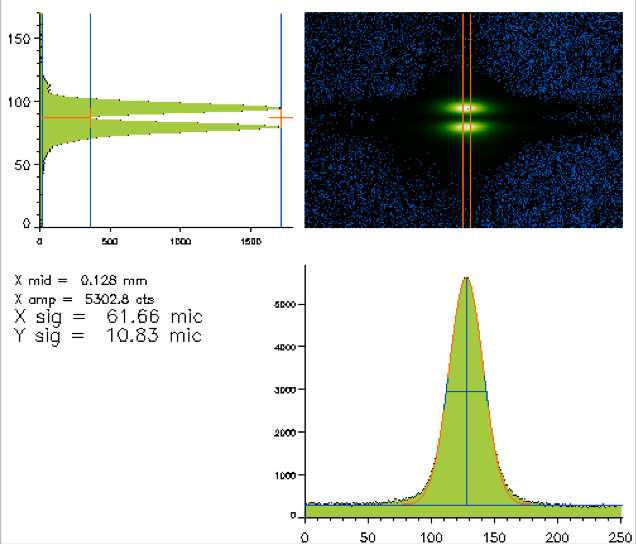 150
100
50
0
0 500 1000 1500
X mid = 0.128 mm
X amp = 5302.8 cts
X sig = 61.66 mic
Y sig = 10.83 mic
5000
4000
3000
2000
1000
0
0 50 100 150 200 250